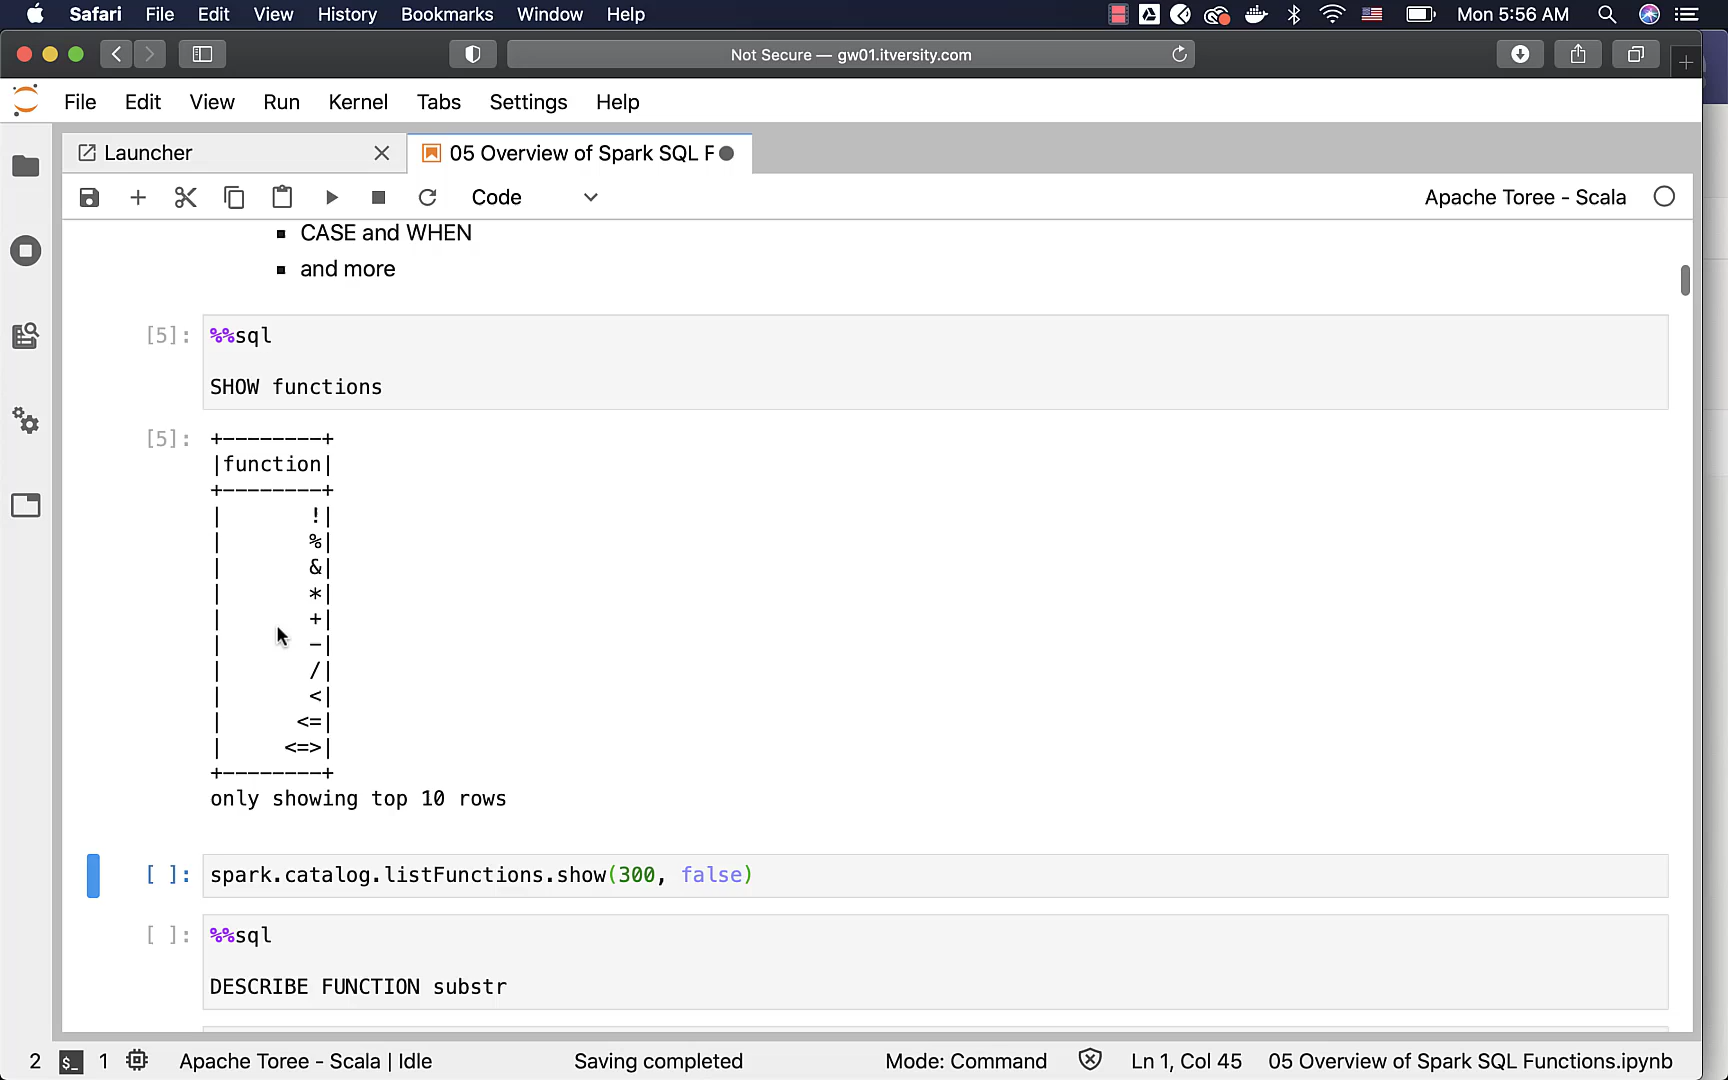 Safari File Edit View History Bookmarks Window Help Mon 5:56 AM
Not Secure — gw01.itversity.com
File Edit View Run Kernel Tabs Settings Help
Launcher 05 Overview of Spark SQL F
Code Apache Toree - Scala
▪ CASE and WHEN
▪ and more
[5]: %%sql
SHOW functions
[5]: +--------+
|function|
+--------+
|       !|
|       %|
|       &|
|       *|
|       +|
|       -|
|       /|
|       <|
|      <=|
|     <=>|
+--------+
only showing top 10 rows
[ ]: spark.catalog.listFunctions.show(300, false)
[ ]: %%sql
DESCRIBE FUNCTION substr
2 $_ 1 Apache Toree - Scala | Idle Saving completed Mode: Command Ln 1, Col 45 05 Overview of Spark SQL Functions.ipynb